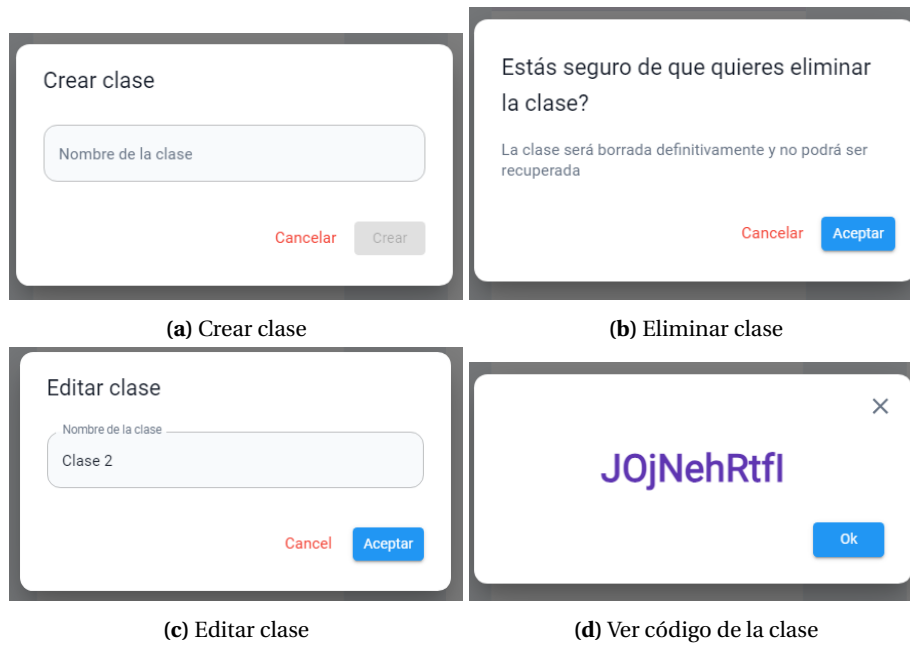 Crear clase
Nombre de la clase
Cancelar Crear
(a) Crear clase
Estás seguro de que quieres eliminar
la clase?
La clase será borrada definitivamente y no podrá ser
recuperada
Cancelar Aceptar
(b) Eliminar clase
Editar clase
Nombre de la clase
Clase 2
Cancel Aceptar
(c) Editar clase
JOjNehRtfI
Ok
(d) Ver código de la clase